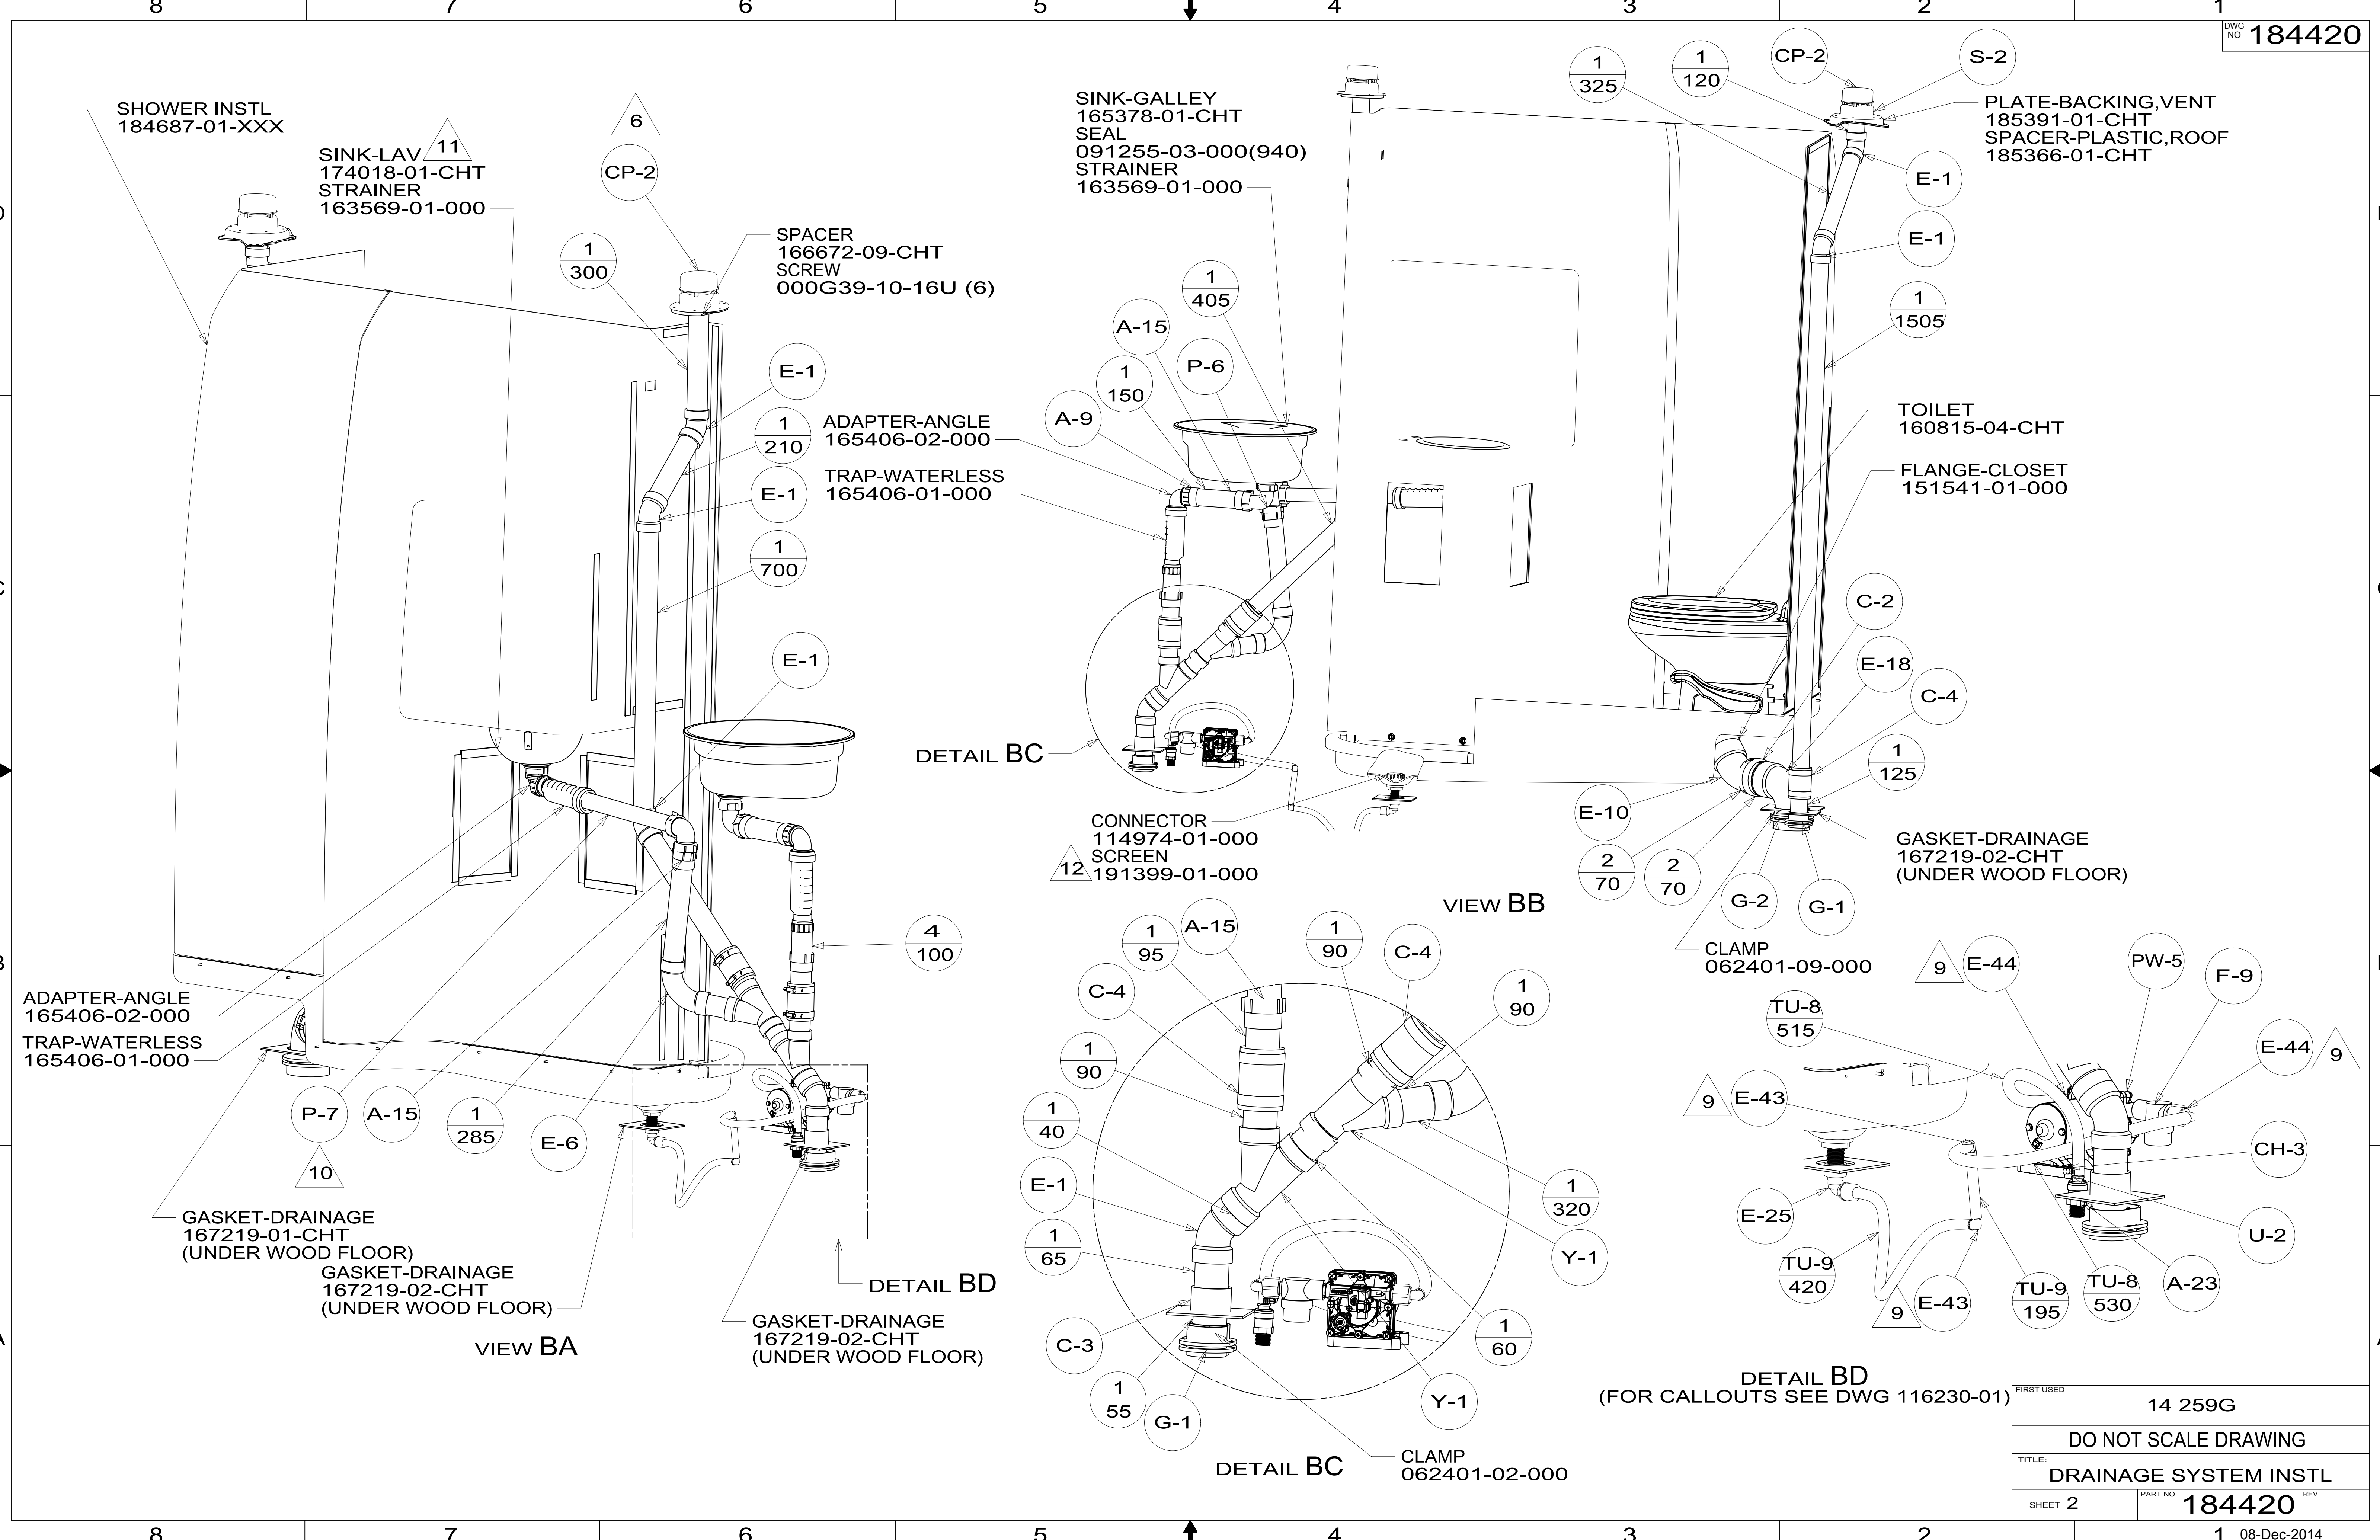 8 7 6 5 4 3 2 1
DWG
NO 184420
SHOWER INSTL
184687-01-XXX
SINK-LAV 11
174018-01-CHT
STRAINER
163569-01-000
6
CP-2
1
300
SPACER
166672-09-CHT
SCREW
000G39-10-16U (6)
E-1
1
210
E-1
1
700
E-1
4
100
ADAPTER-ANGLE
165406-02-000
TRAP-WATERLESS
165406-01-000
P-7
10
A-15
1
285
E-6
GASKET-DRAINAGE
167219-01-CHT
(UNDER WOOD FLOOR)
GASKET-DRAINAGE
167219-02-CHT
(UNDER WOOD FLOOR)
VIEW BA
DETAIL BD
GASKET-DRAINAGE
167219-02-CHT
(UNDER WOOD FLOOR)
SINK-GALLEY
165378-01-CHT
SEAL
091255-03-000(940)
STRAINER
163569-01-000
1
405
A-15
P-6
1
150
A-9
ADAPTER-ANGLE
165406-02-000
TRAP-WATERLESS
165406-01-000
DETAIL BC
CONNECTOR
114974-01-000
12 SCREEN
191399-01-000
VIEW BB
1
325
1
120
CP-2
S-2
PLATE-BACKING,VENT
185391-01-CHT
SPACER-PLASTIC,ROOF
185366-01-CHT
E-1
E-1
1
1505
TOILET
160815-04-CHT
FLANGE-CLOSET
151541-01-000
C-2
E-18
C-4
1
125
E-10
2
70
2
70
G-2
G-1
GASKET-DRAINAGE
167219-02-CHT
(UNDER WOOD FLOOR)
CLAMP
062401-09-000
1
95
A-15
1
90
C-4
C-4
1
90
1
90
1
40
E-1
1
65
C-3
1
55
G-1
1
320
Y-1
1
60
Y-1
CLAMP
062401-02-000
DETAIL BC
9
E-44
PW-5
F-9
TU-8
515
E-44
9
9
E-43
CH-3
E-25
U-2
TU-9
420
9
E-43
TU-9
195
TU-8
530
A-23
DETAIL BD
(FOR CALLOUTS SEE DWG 116230-01)
FIRST USED
14 259G
DO NOT SCALE DRAWING
TITLE:
DRAINAGE SYSTEM INSTL
SHEET 2
PART NO 184420
REV
8 7 6 5 4 3 2 1
08-Dec-2014